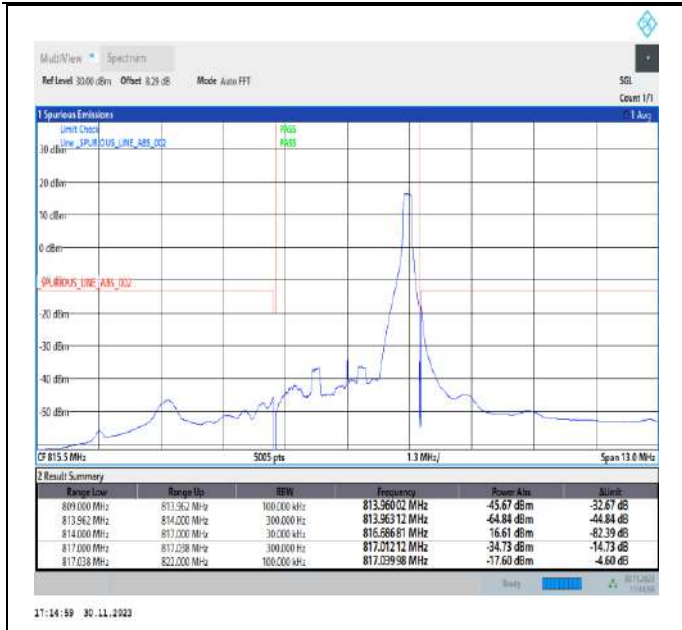 MultiView Spectrum
Ref Level 30.00 dBm Offset 8.29 dB Mode Auto FFT SGL
Count 1/1
1 Spurious Emissions 1 Avg
Limit Check PASS
Line _SPURIOUS_LINE_ABS_002 PASS
30 dBm
20 dBm
10 dBm
0 dBm
_SPURIOUS_LINE_ABS_002
-20 dBm
-30 dBm
-40 dBm
-50 dBm
CF 815.5 MHz 5005 pts 1.3 MHz/ Span 13.0 MHz
2 Result Summary
Range Low Range Up RBW Frequency Power Abs ΔLimit
809.000 MHz 813.962 MHz 100.000 kHz 813.96002 MHz -45.67 dBm -32.67 dB
813.962 MHz 814.000 MHz 300.000 Hz 813.96312 MHz -64.84 dBm -44.84 dB
814.000 MHz 817.000 MHz 30.000 kHz 816.68681 MHz 16.61 dBm -82.39 dB
817.000 MHz 817.038 MHz 300.000 Hz 817.01212 MHz -34.73 dBm -14.73 dB
817.038 MHz 822.000 MHz 100.000 kHz 817.03998 MHz -17.60 dBm -4.60 dB
Ready
17:14:59 30.11.2023